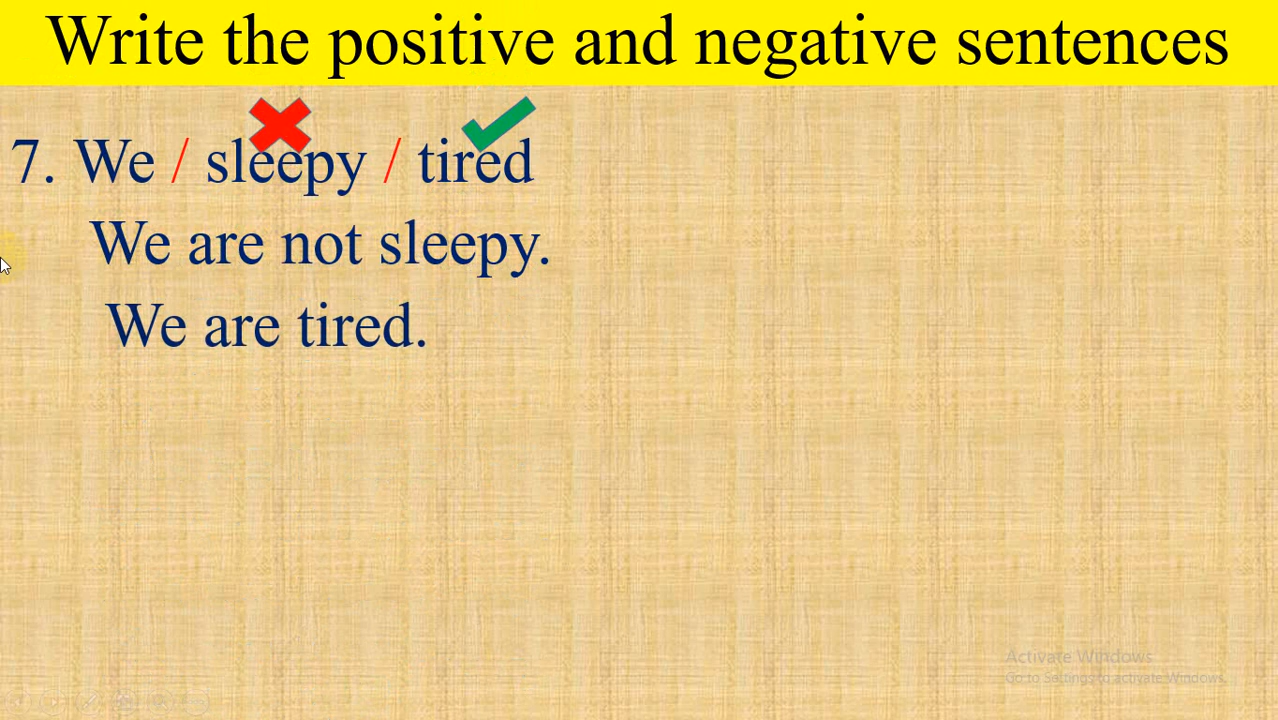 Write the positive and negative sentences
7. We / sleepy / tired
We are not sleepy.
We are tired.
Activate Windows
Go to Settings to activate Windows.